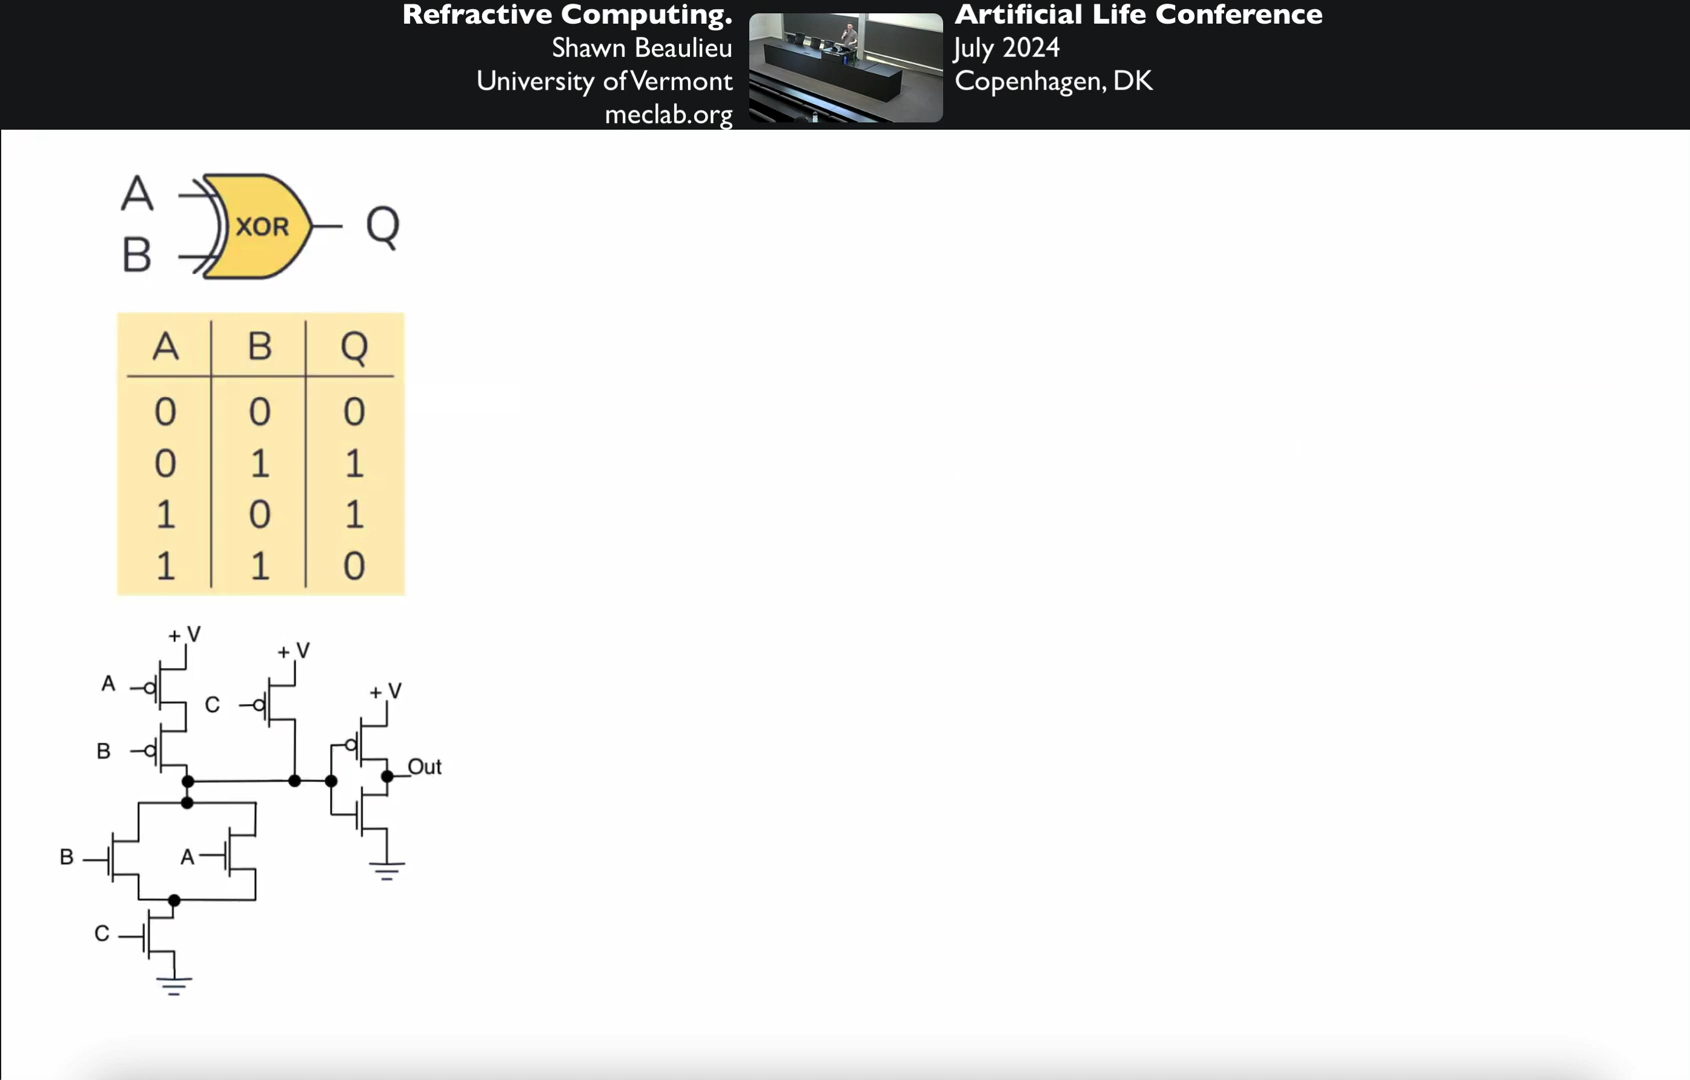 Refractive Computing.
Shawn Beaulieu
University of Vermont
meclab.org
Artificial Life Conference
July 2024
Copenhagen, DK
A
B
XOR
Q
A B Q
0 0 0
0 1 1
1 0 1
1 1 0
+ V
+ V
A
C
+ V
B
Out
B
A
C